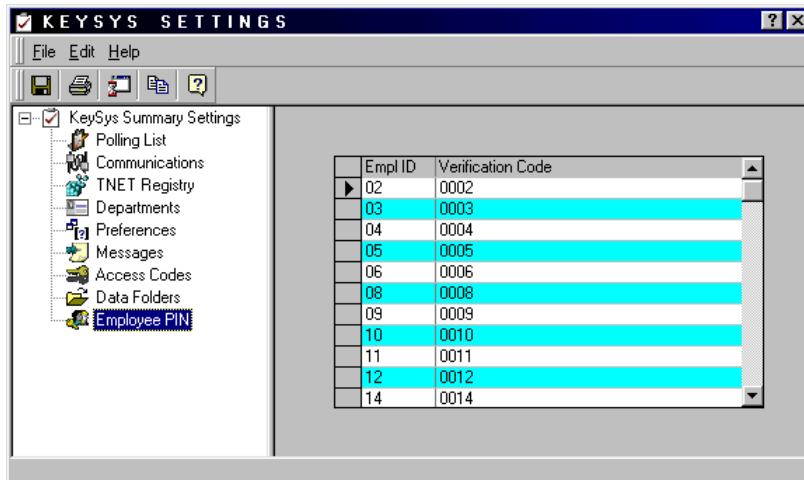 KEYSYS SETTINGS
File Edit Help
KeySys Summary Settings
Polling List
Communications
TNET Registry
Departments
Preferences
Messages
Access Codes
Data Folders
Employee PIN
Empl ID Verification Code
02 0002
03 0003
04 0004
05 0005
06 0006
08 0008
09 0009
10 0010
11 0011
12 0012
14 0014